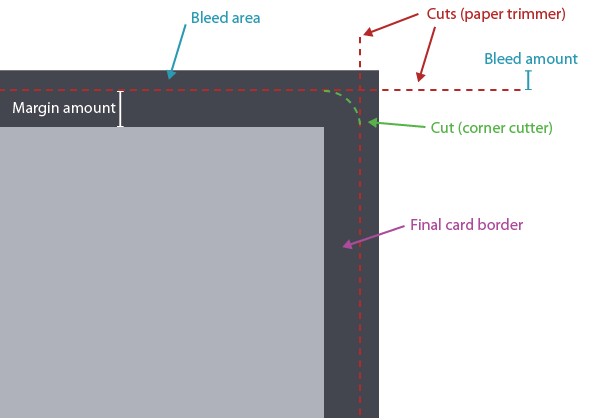 Bleed area
Cuts (paper trimmer)
Bleed amount
Margin amount
Cut (corner cutter)
Final card border